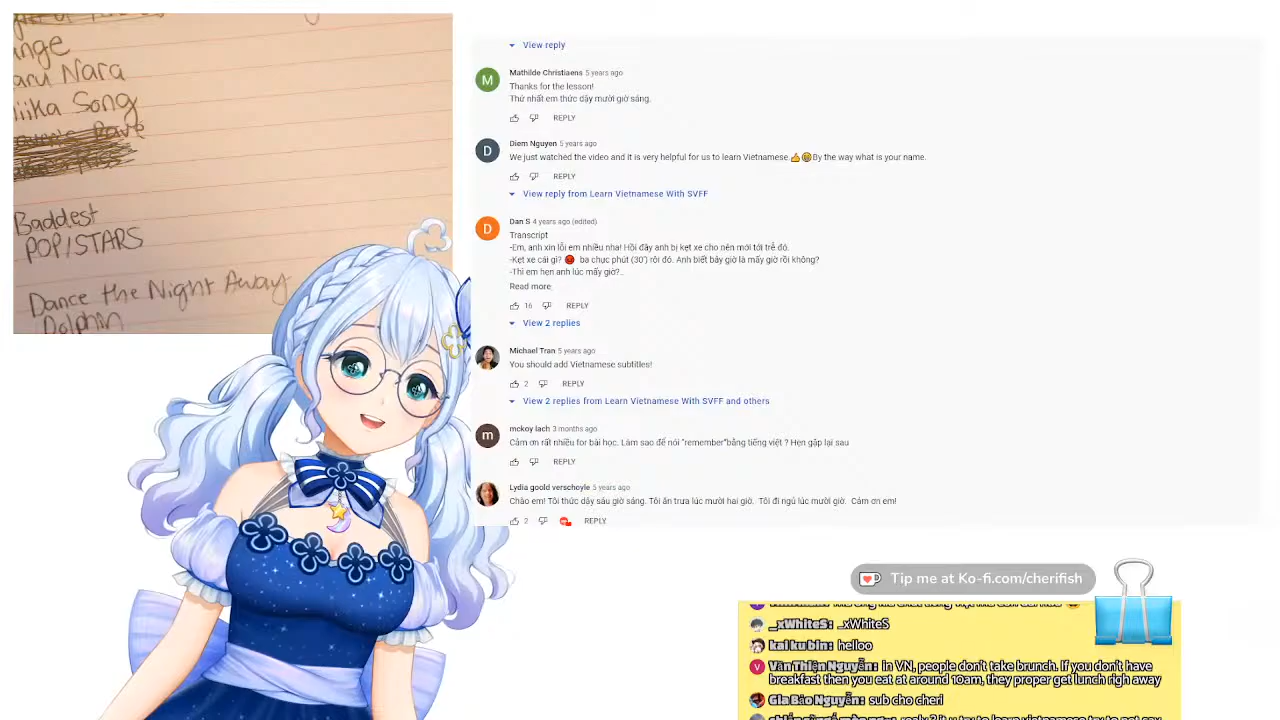 ange
aru Nara
iika Song
Baddest
POP/STARS
Dance the Night Away
Dolphin
View reply
M
Mathilde Christiaens 5 years ago
Thanks for the lesson!
Thứ nhất em thức dậy mười giờ sáng.
REPLY
D
Diem Nguyen 5 years ago
We just watched the video and it is very helpful for us to learn Vietnamese 👍😄By the way what is your name.
REPLY
View reply from Learn Vietnamese With SVFF
D
Dan S 4 years ago (edited)
Transcript
-Em, anh xin lỗi em nhiều nha! Hồi đây anh bị kẹt xe cho nên mới tới trễ đó.
-Kẹt xe cái gì? 😡 ba chục phút (30') rồi đó. Anh biết bây giờ là mấy giờ rồi không?
-Thì em hẹn anh lúc mấy giờ?..
Read more
16 REPLY
View 2 replies
Michael Tran 5 years ago
You should add Vietnamese subtitles!
2 REPLY
View 2 replies from Learn Vietnamese With SVFF and others
m
mckoy lach 3 months ago
Cảm ơn rất nhiều for bài học. Làm sao để nói "remember"bằng tiếng việt ? Hẹn gặp lại sau
REPLY
Lydia goold verschoyle 5 years ago
Chào em! Tôi thức dậy sáu giờ sáng. Tôi ăn trưa lúc mười hai giờ. Tôi đi ngủ lúc mười giờ. Cảm ơn em!
2 REPLY
Tip me at Ko-fi.com/cherifish
_xWhiteS: _xWhiteS
kai ku bin: helloo
V
Văn Thiện Nguyễn: in VN, people don't take brunch. If you don't have
breakfast then you eat at around 10am, they proper get lunch righ away
Gia Bảo Nguyễn: sub cho cheri